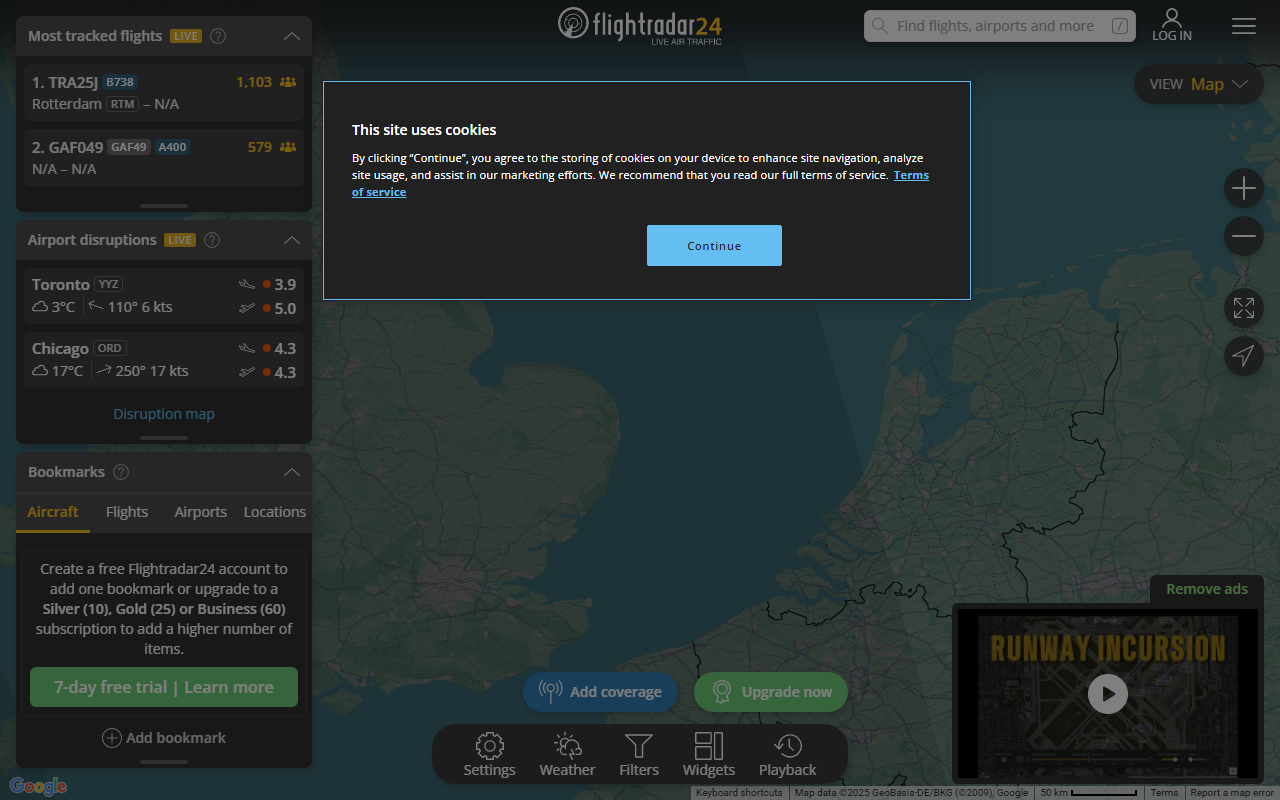 Most tracked flights LIVE ?
1. TRA25J B738 1,103
Rotterdam RTM – N/A
2. GAF049 GAF49 A400 579
N/A – N/A
Airport disruptions LIVE ?
Toronto YYZ 3.9
3°C 110° 6 kts 5.0
Chicago ORD 4.3
17°C 250° 17 kts 4.3
Disruption map
Bookmarks ?
Aircraft Flights Airports Locations
Create a free Flightradar24 account to
add one bookmark or upgrade to a
Silver (10), Gold (25) or Business (60)
subscription to add a higher number of
items.
7-day free trial | Learn more
Add bookmark
Google
flightradar24
LIVE AIR TRAFFIC
Find flights, airports and more /
LOG IN
VIEW Map
This site uses cookies
By clicking “Continue”, you agree to the storing of cookies on your device to enhance site navigation, analyze
site usage, and assist in our marketing efforts. We recommend that you read our full terms of service. Terms
of service
Continue
Remove ads
RUNWAY INCURSION
Add coverage
Upgrade now
Settings Weather Filters Widgets Playback
Keyboard shortcuts Map data ©2025 GeoBasis-DE/BKG (©2009), Google 50 km Terms Report a map error